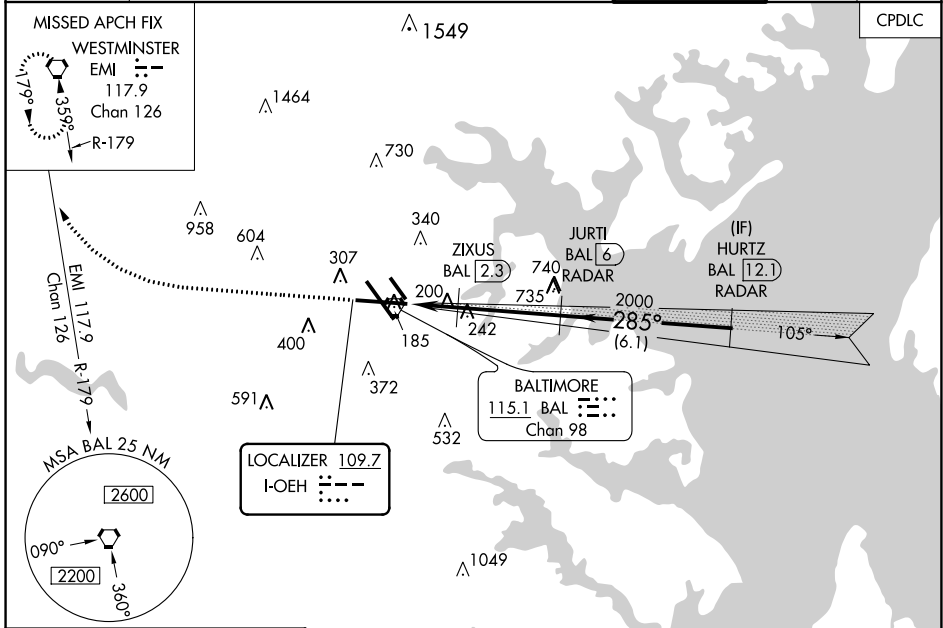 MISSED APCH FIX
WESTMINSTER
EMI
117.9
Chan 126
179°
359°
R-179
CPDLC
1549
1464
730
958
604
340
307
ZIXUS
BAL 2.3
JURTI
BAL 6
RADAR
(IF)
HURTZ
BAL 12.1
RADAR
740
735
200
242
2000
285°
(6.1)
105°
185
400
372
591
532
EMI 117.9
Chan 126
R-179
BALTIMORE
115.1 BAL
Chan 98
LOCALIZER 109.7
I-OEH
MSA BAL 25 NM
2600
090°
2200
360°
1049